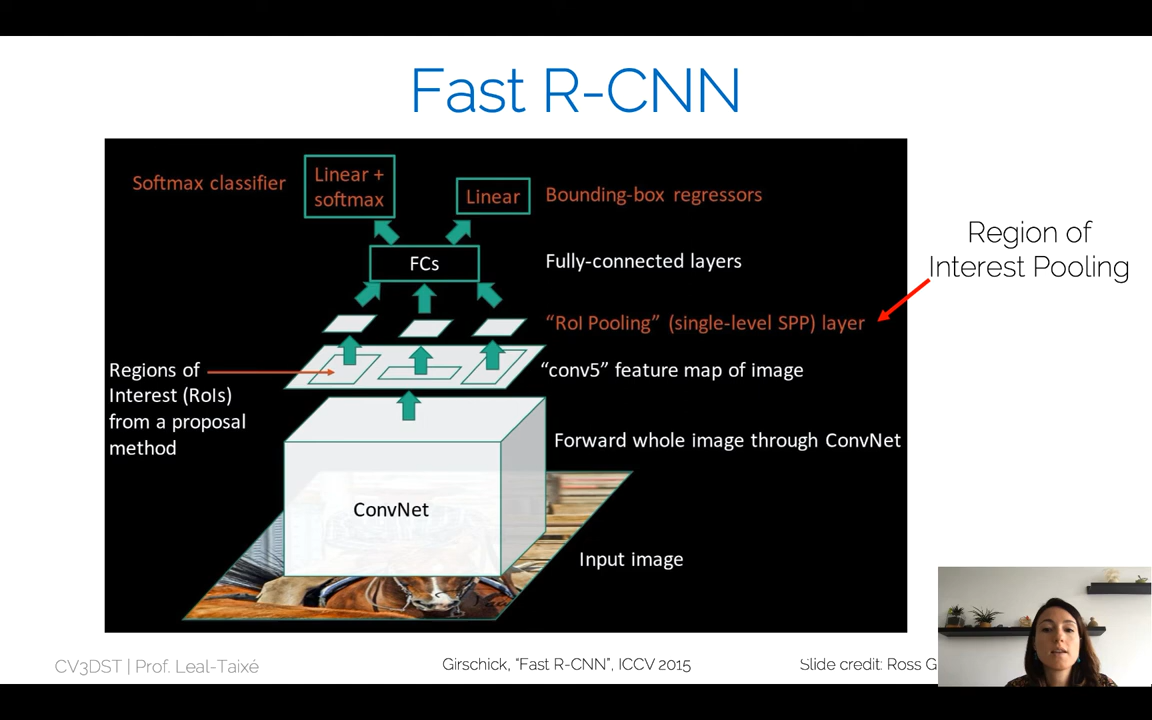 Fast R-CNN
Softmax classifier
Linear +
softmax
Linear
Bounding-box regressors
FCs
Fully-connected layers
Region of
Interest Pooling
“RoI Pooling” (single-level SPP) layer
Regions of
Interest (RoIs)
from a proposal
method
“conv5” feature map of image
Forward whole image through ConvNet
ConvNet
Input image
CV3DST | Prof. Leal-Taixé
Girschick, “Fast R-CNN”, ICCV 2015
Slide credit: Ross G